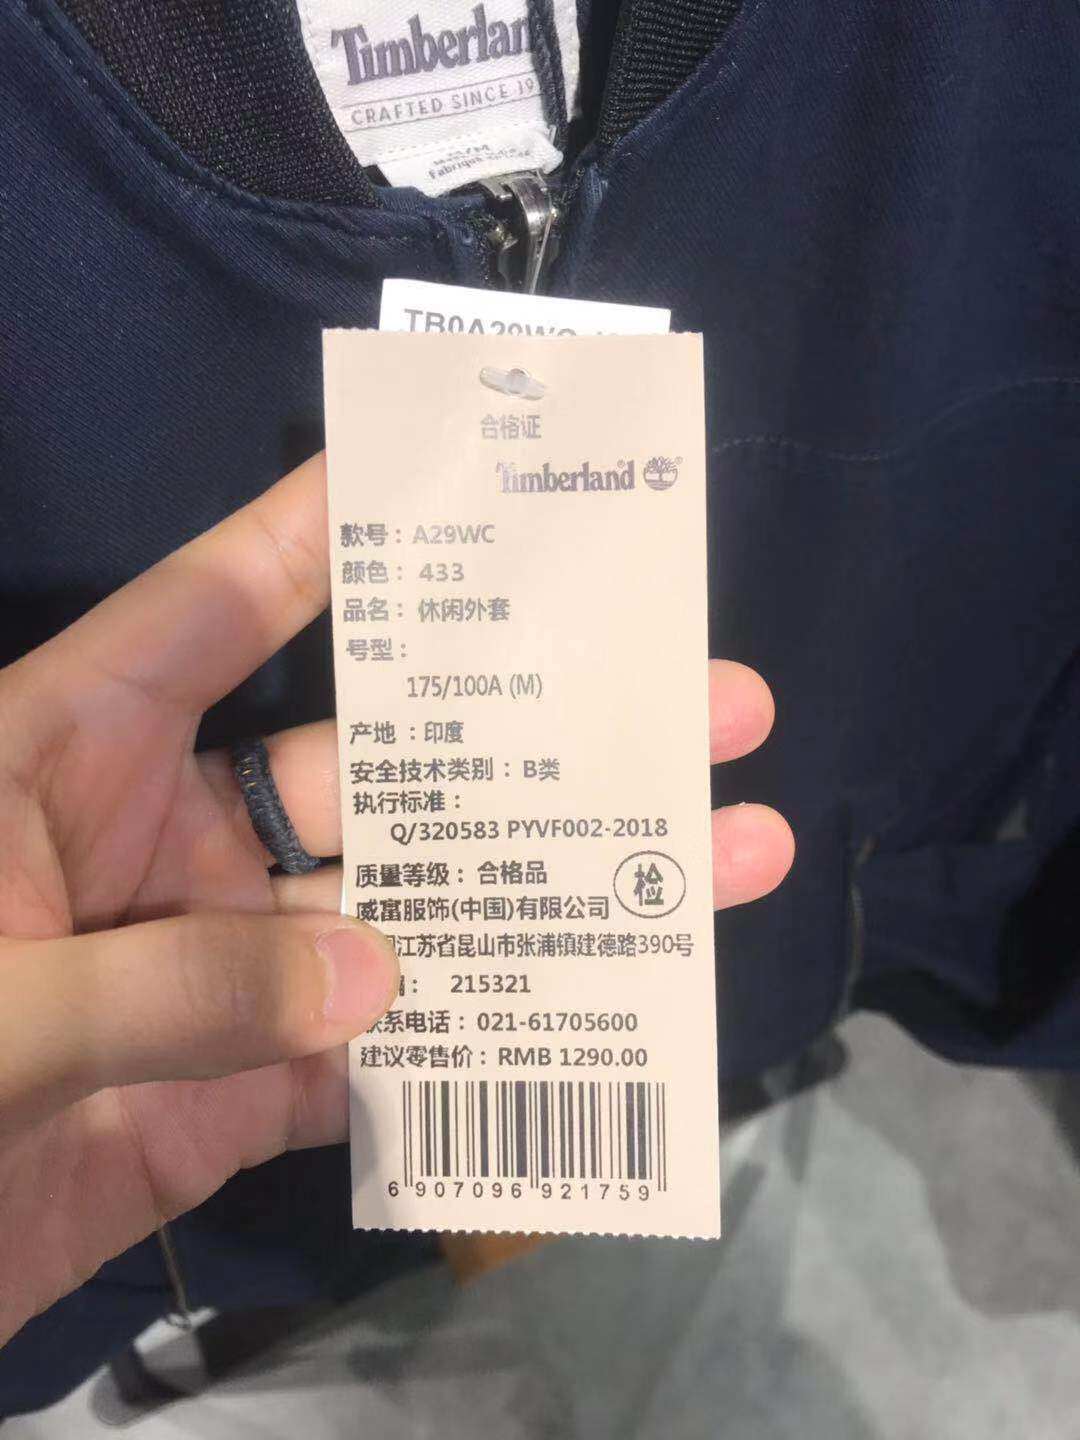 Timberlan
CRAFTED SINCE 19
Fabriqué
TB0A29WC
合格证
Timberland
款号：A29WC
颜色：433
品名：休闲外套
号型：
175/100A (M)
产地：印度
安全技术类别：B类
执行标准：
Q/320583 PYVF002-2018
质量等级：合格品
检
威富服饰(中国)有限公司
江苏省昆山市张浦镇建德路390号
：215321
联系电话：021-61705600
建议零售价：RMB 1290.00
6 907096 921759